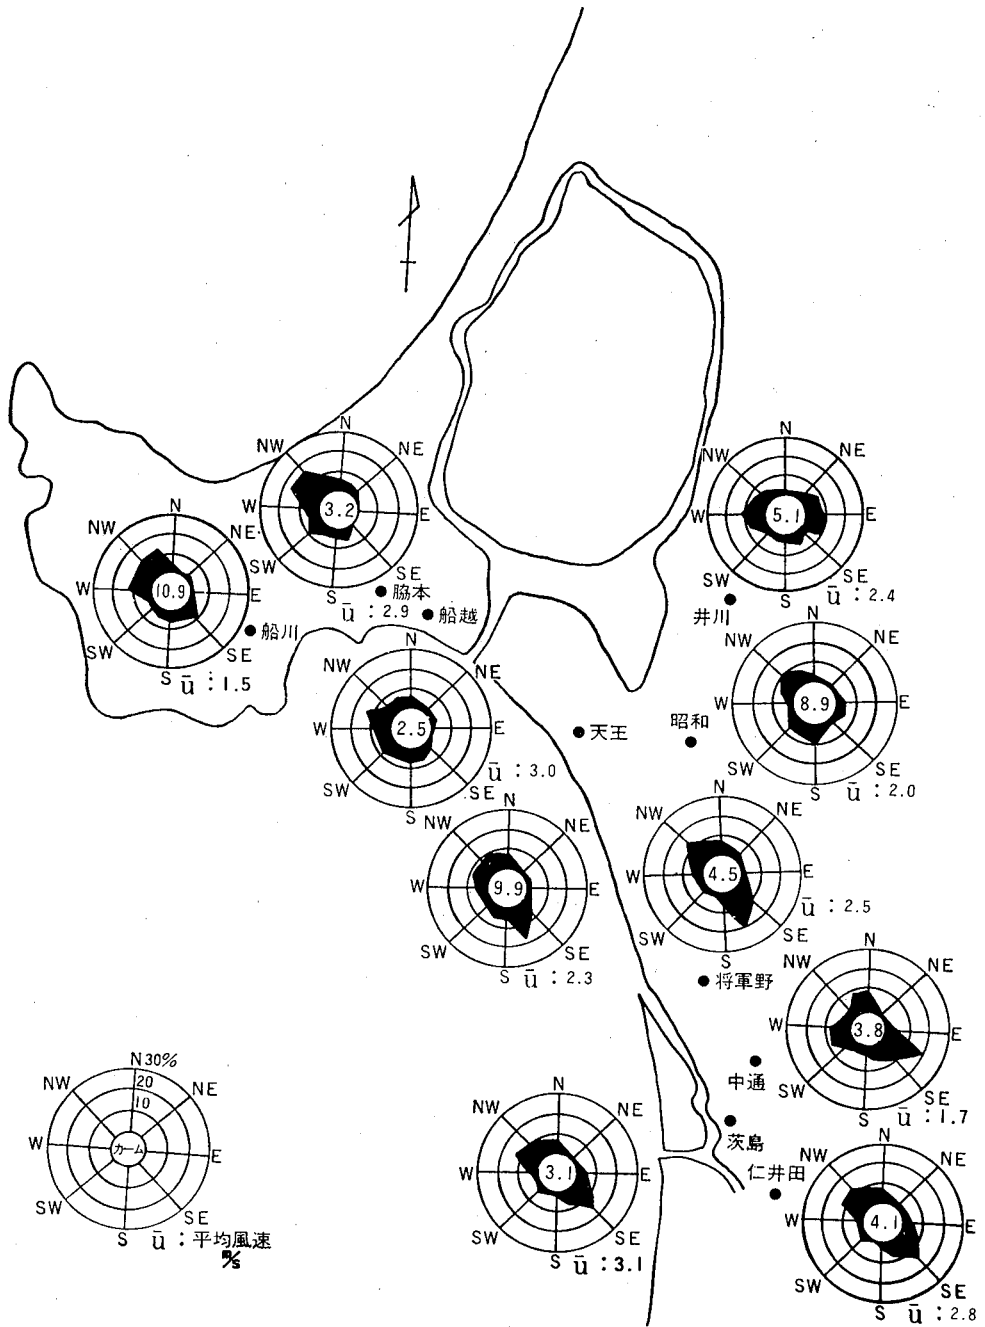 N
NW
NE
W
3.2
E
SW
SE
S
脇本
ū : 2.9
船越
N
NW
NE
W
10.9
E
SW
SE
S
船川
ū : 1.5
N
NW
NE
W
5.1
E
SW
SE
S
井川
ū : 2.4
N
NW
NE
W
2.5
E
SW
SE
S
ū : 3.0
天王
昭和
N
NW
NE
W
8.9
E
SW
SE
S
ū : 2.0
N
NW
NE
W
9.9
E
SW
SE
S
ū : 2.3
N
NW
NE
W
4.5
E
SW
SE
S
ū : 2.5
将軍野
N
NW
NE
W
3.8
E
SW
SE
S
ū : 1.7
中通
茨島
仁井田
N 30%
20
10
NW
NE
W
カーム
E
SW
SE
S
ū : 平均風速
m/s
N
NW
NE
W
3.1
E
SW
SE
S
ū : 3.1
N
NW
NE
W
4.1
E
SW
SE
S
ū : 2.8